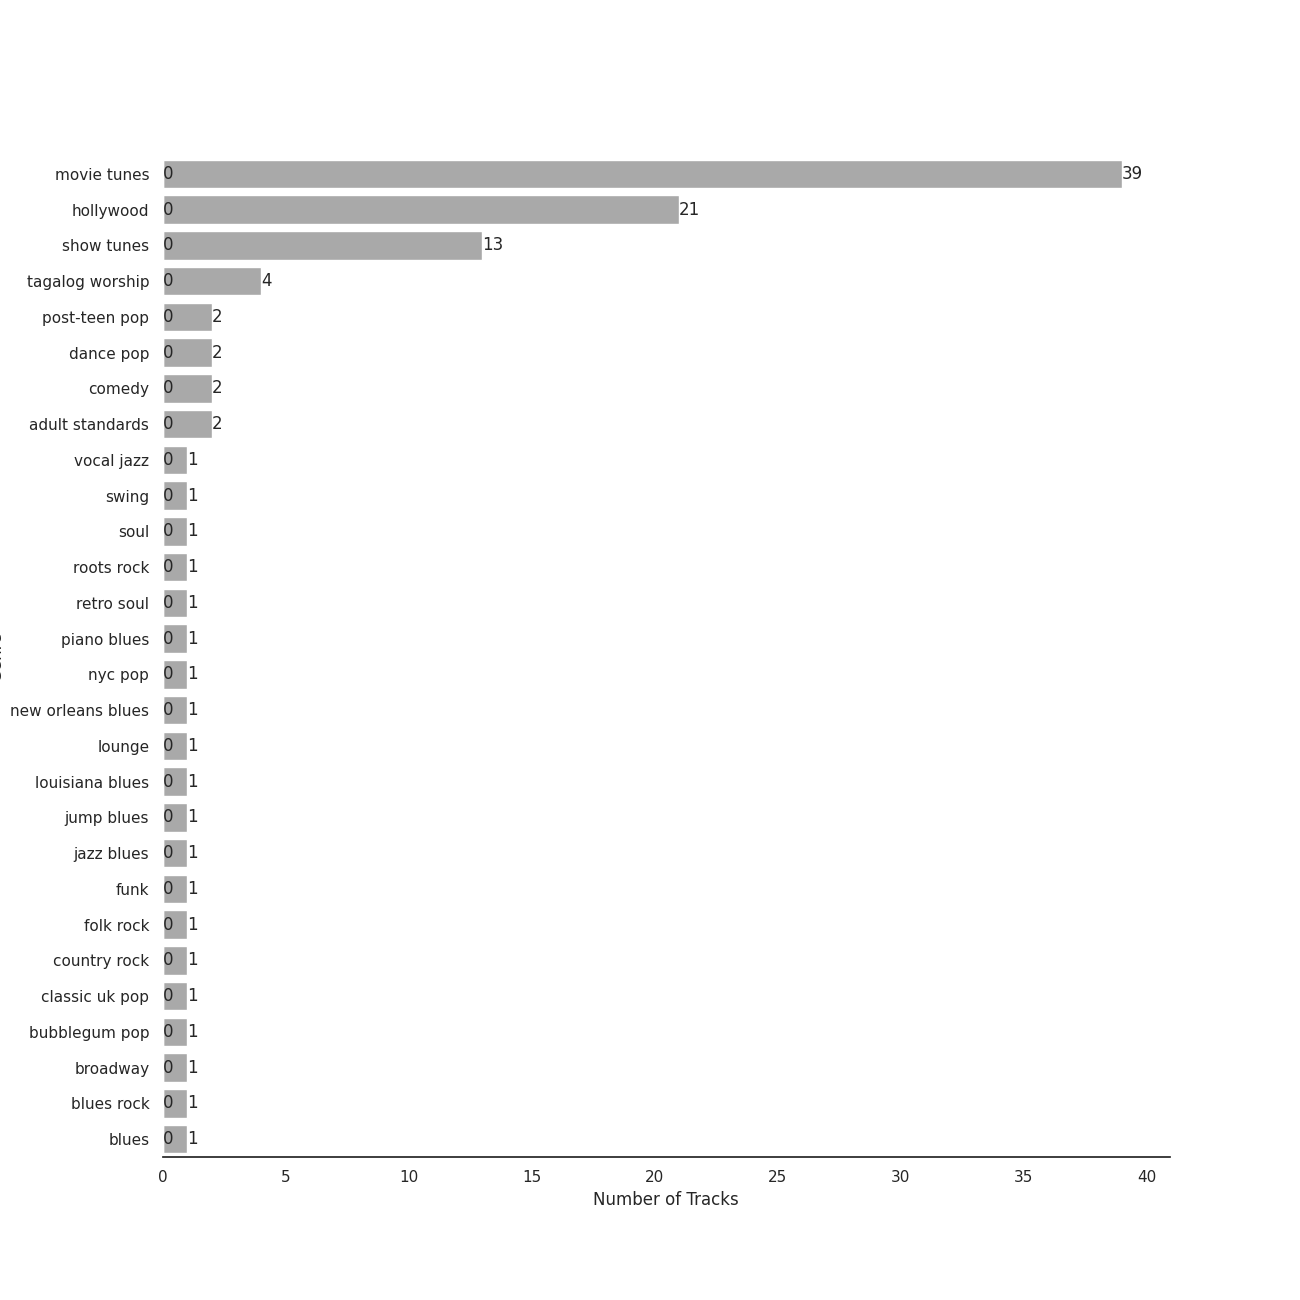 movie tunes 0 39
hollywood 0 21
show tunes 0 13
tagalog worship 0 4
post-teen pop 0 2
dance pop 0 2
comedy 0 2
adult standards 0 2
vocal jazz 0 1
swing 0 1
soul 0 1
roots rock 0 1
retro soul 0 1
piano blues 0 1
nyc pop 0 1
new orleans blues 0 1
lounge 0 1
louisiana blues 0 1
jump blues 0 1
jazz blues 0 1
funk 0 1
folk rock 0 1
country rock 0 1
classic uk pop 0 1
bubblegum pop 0 1
broadway 0 1
blues rock 0 1
blues 0 1
0 5 10 15 20 25 30 35 40
Number of Tracks